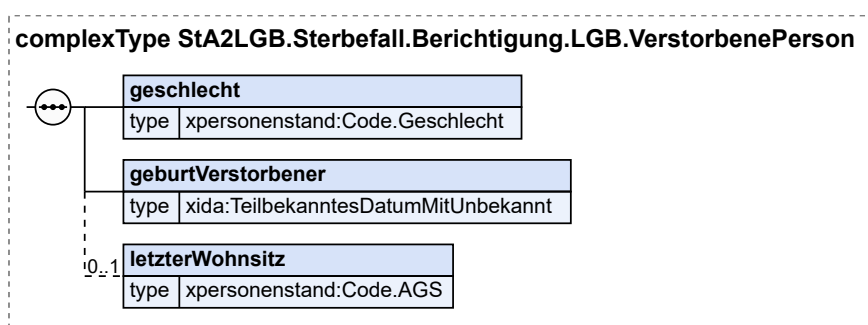 complexType StA2LGB.Sterbefall.Berichtigung.LGB.VerstorbenePerson
geschlecht
type xpersonenstand:Code.Geschlecht
geburtVerstorbener
type xida:TeilbekanntesDatumMitUnbekannt
0..1
letzterWohnsitz
type xpersonenstand:Code.AGS